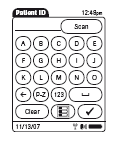 Patient ID 12:48pm
Scan
A B C D E
F G H I J
K L M N O
← P-Z 123
Clear ✓
11/13/07